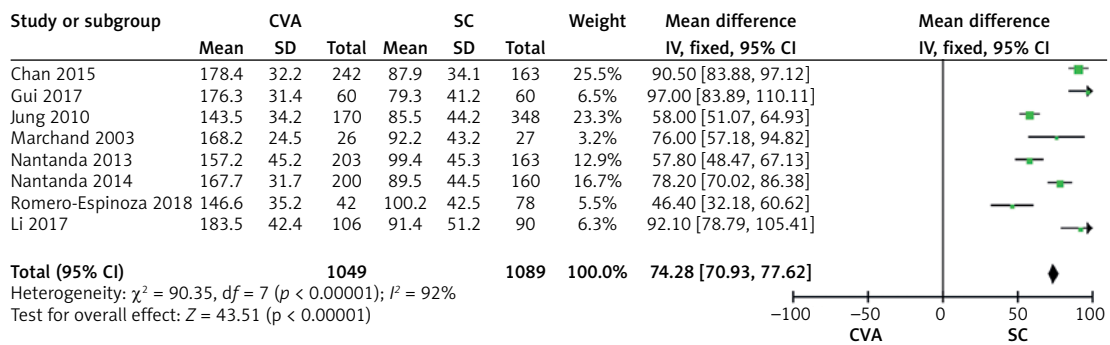 Study or subgroup CVA SC Weight Mean difference Mean difference
Mean SD Total Mean SD Total IV, fixed, 95% CI IV, fixed, 95% CI
Chan 2015 178.4 32.2 242 87.9 34.1 163 25.5% 90.50 [83.88, 97.12]
Gui 2017 176.3 31.4 60 79.3 41.2 60 6.5% 97.00 [83.89, 110.11]
Jung 2010 143.5 34.2 170 85.5 44.2 348 23.3% 58.00 [51.07, 64.93]
Marchand 2003 168.2 24.5 26 92.2 43.2 27 3.2% 76.00 [57.18, 94.82]
Nantanda 2013 157.2 45.2 203 99.4 45.3 163 12.9% 57.80 [48.47, 67.13]
Nantanda 2014 167.7 31.7 200 89.5 44.5 160 16.7% 78.20 [70.02, 86.38]
Romero-Espinoza 2018 146.6 35.2 42 100.2 42.5 78 5.5% 46.40 [32.18, 60.62]
Li 2017 183.5 42.4 106 91.4 51.2 90 6.3% 92.10 [78.79, 105.41]
Total (95% CI) 1049 1089 100.0% 74.28 [70.93, 77.62]
Heterogeneity: χ² = 90.35, df = 7 (p < 0.00001); I² = 92%
Test for overall effect: Z = 43.51 (p < 0.00001)
−100 −50 0 50 100
CVA SC